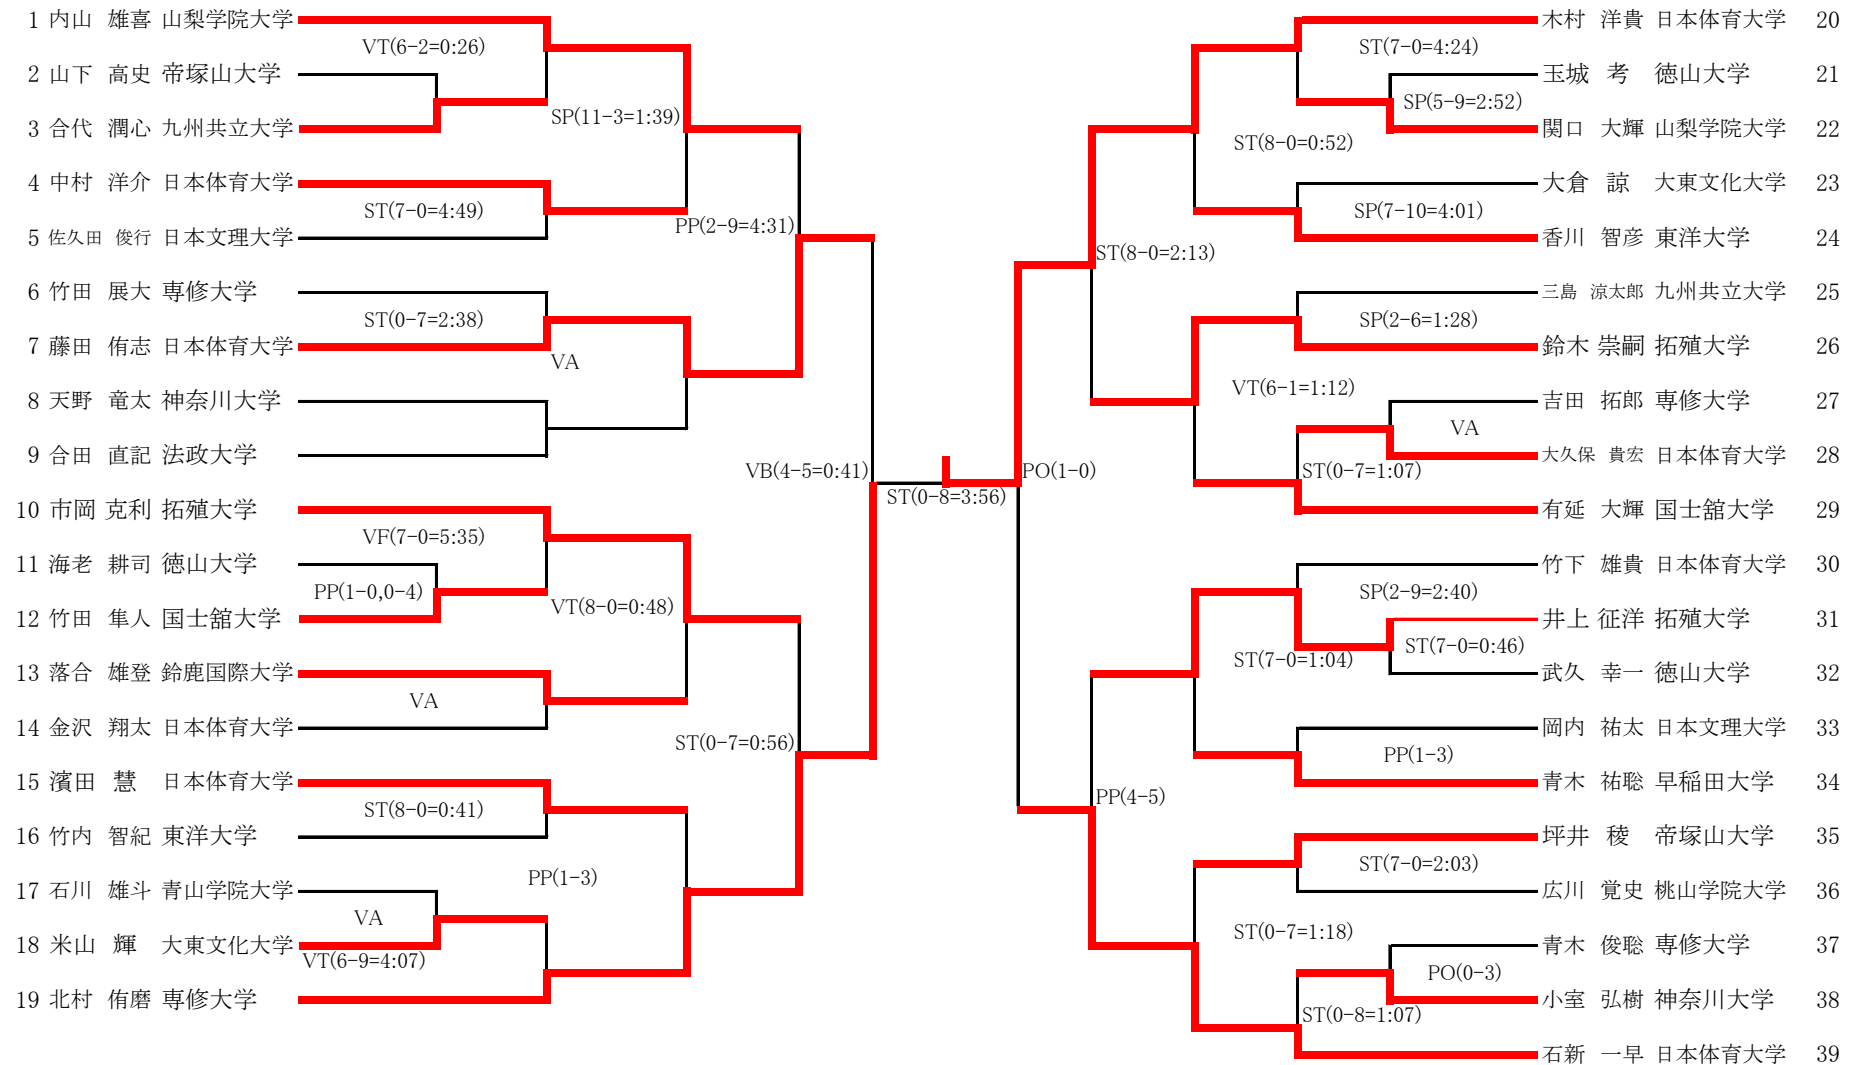 1 内山 雄喜 山梨学院大学
VT(6-2=0:26)
2 山下 高史 帝塚山大学
SP(11-3=1:39)
3 合代 潤心 九州共立大学
4 中村 洋介 日本体育大学
ST(7-0=4:49)
PP(2-9=4:31)
5 佐久田 俊行 日本文理大学
6 竹田 展大 専修大学
ST(0-7=2:38)
7 藤田 侑志 日本体育大学
VA
8 天野 竜太 神奈川大学
9 合田 直記 法政大学
VB(4-5=0:41)
ST(0-8=3:56)
10 市岡 克利 拓殖大学
VF(7-0=5:35)
11 海老 耕司 徳山大学
PP(1-0,0-4)
VT(8-0=0:48)
12 竹田 隼人 国士舘大学
13 落合 雄登 鈴鹿国際大学
VA
14 金沢 翔太 日本体育大学
ST(0-7=0:56)
15 濱田 慧 日本体育大学
ST(8-0=0:41)
16 竹内 智紀 東洋大学
PP(1-3)
17 石川 雄斗 青山学院大学
VA
18 米山 輝 大東文化大学
VT(6-9=4:07)
19 北村 侑磨 専修大学
木村 洋貴 日本体育大学 20
ST(7-0=4:24)
玉城 考 徳山大学 21
SP(5-9=2:52)
関口 大輝 山梨学院大学 22
ST(8-0=0:52)
大倉 諒 大東文化大学 23
SP(7-10=4:01)
香川 智彦 東洋大学 24
ST(8-0=2:13)
三島 涼太郎 九州共立大学 25
SP(2-6=1:28)
鈴木 崇嗣 拓殖大学 26
VT(6-1=1:12)
吉田 拓郎 専修大学 27
VA
大久保 貴宏 日本体育大学 28
ST(0-7=1:07)
PO(1-0)
有延 大輝 国士舘大学 29
竹下 雄貴 日本体育大学 30
SP(2-9=2:40)
井上 征洋 拓殖大学 31
ST(7-0=0:46)
ST(7-0=1:04)
武久 幸一 徳山大学 32
岡内 祐太 日本文理大学 33
PP(1-3)
青木 祐聡 早稲田大学 34
PP(4-5)
坪井 稜 帝塚山大学 35
ST(7-0=2:03)
広川 覚史 桃山学院大学 36
ST(0-7=1:18)
青木 俊聡 専修大学 37
PO(0-3)
小室 弘樹 神奈川大学 38
ST(0-8=1:07)
石新 一早 日本体育大学 39